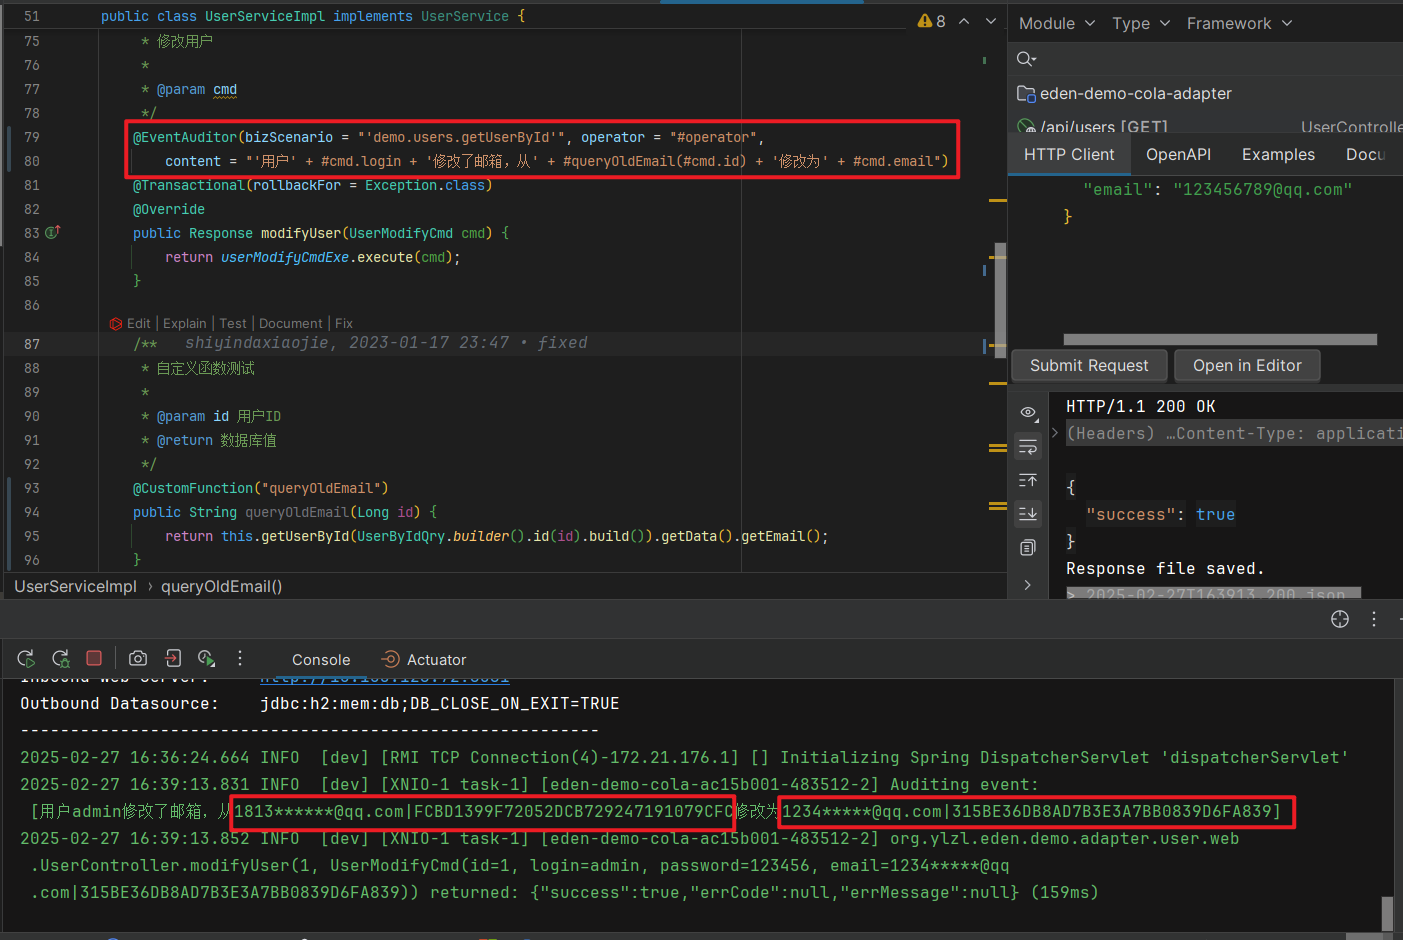 51 public class UserServiceImpl implements UserService {
8
75 * 修改用户
76 *
77 * @param cmd
78 */
79 @EventAuditor(bizScenario = "'demo.users.getUserById'", operator = "#operator",
80 content = "'用户' + #cmd.login + '修改了邮箱，从' + #queryOldEmail(#cmd.id) + '修改为' + #cmd.email")
81 @Transactional(rollbackFor = Exception.class)
82 @Override
83 public Response modifyUser(UserModifyCmd cmd) {
84 return userModifyCmdExe.execute(cmd);
85 }
86
Edit | Explain | Test | Document | Fix
87 /** shiyindaxiaojie, 2023-01-17 23:47 • fixed
88 * 自定义函数测试
89 *
90 * @param id 用户ID
91 * @return 数据库值
92 */
93 @CustomFunction("queryOldEmail")
94 public String queryOldEmail(Long id) {
95 return this.getUserById(UserByIdQry.builder().id(id).build()).getData().getEmail();
96 }
UserServiceImpl › queryOldEmail()
Module Type Framework
eden-demo-cola-adapter
/api/users [GET] UserControlle
HTTP Client OpenAPI Examples Docu
"email": "123456789@qq.com"
}
Submit Request Open in Editor
HTTP/1.1 200 OK
(Headers) …Content-Type: applicati
{
"success": true
}
Response file saved.
> 2025-02-27T163913.200.json
Console Actuator
Inbound Web Server:
Outbound Datasource: jdbc:h2:mem:db;DB_CLOSE_ON_EXIT=TRUE
----------------------------------------------------------
2025-02-27 16:36:24.664 INFO [dev] [RMI TCP Connection(4)-172.21.176.1] [] Initializing Spring DispatcherServlet 'dispatcherServlet'
2025-02-27 16:39:13.831 INFO [dev] [XNIO-1 task-1] [eden-demo-cola-ac15b001-483512-2] Auditing event:
[用户admin修改了邮箱，从1813******@qq.com|FCBD1399F72052DCB729247191079CFC修改为1234*****@qq.com|315BE36DB8AD7B3E3A7BB0839D6FA839]
2025-02-27 16:39:13.852 INFO [dev] [XNIO-1 task-1] [eden-demo-cola-ac15b001-483512-2] org.ylzl.eden.demo.adapter.user.web
.UserController.modifyUser(1, UserModifyCmd(id=1, login=admin, password=123456, email=1234*****@qq
.com|315BE36DB8AD7B3E3A7BB0839D6FA839)) returned: {"success":true,"errCode":null,"errMessage":null} (159ms)